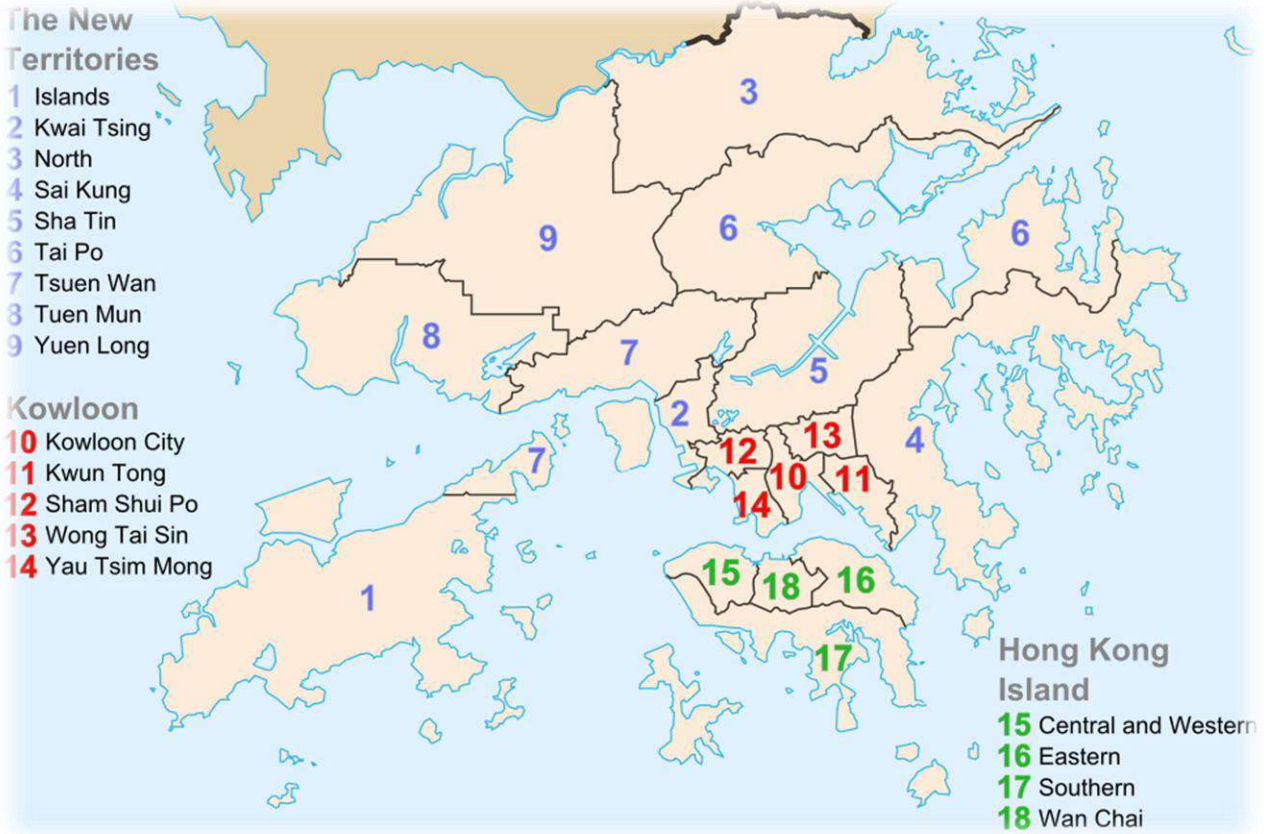 The New
Territories
1 Islands
2 Kwai Tsing
3 North
4 Sai Kung
5 Sha Tin
6 Tai Po
7 Tsuen Wan
8 Tuen Mun
9 Yuen Long
Kowloon
10 Kowloon City
11 Kwun Tong
12 Sham Shui Po
13 Wong Tai Sin
14 Yau Tsim Mong
3
6
6
9
8
7
5
2
4
13
12
10
11
14
7
15
18
16
1
17
Hong Kong
Island
15 Central and Western
16 Eastern
17 Southern
18 Wan Chai